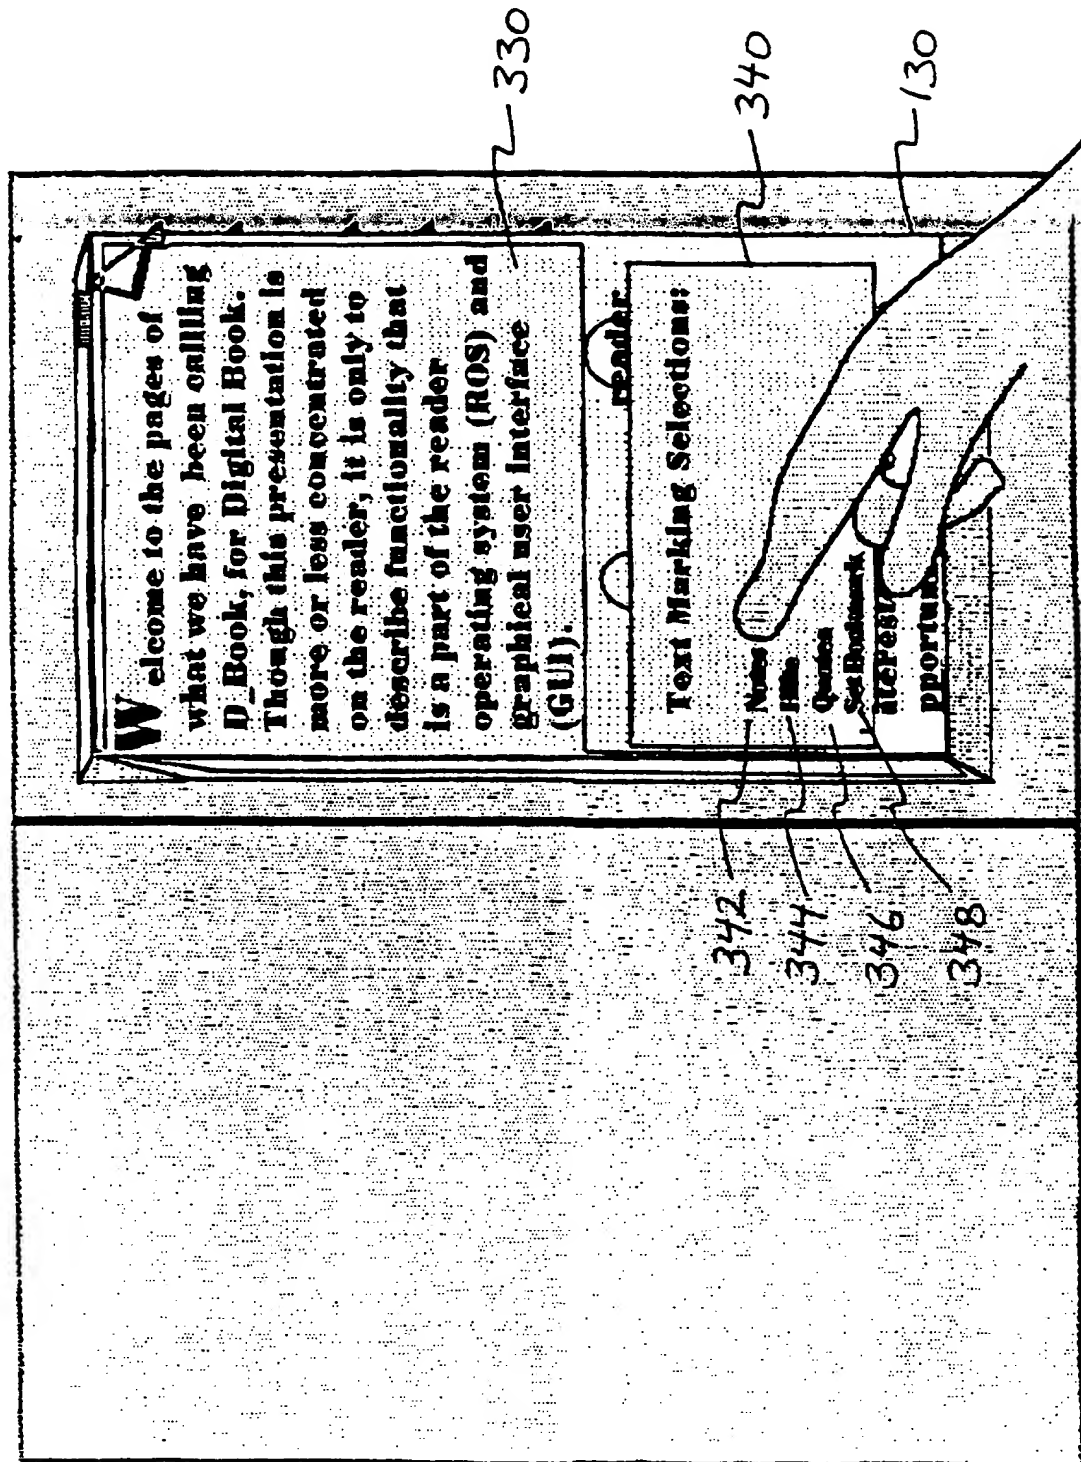 Welcome to the pages of
what we have been calling
D_Book, for Digital Book.
Though this presentation is
more or less concentrated
on the reader, it is only to
describe functionally that
is a part of the reader
operating system (ROS) and
graphical user interface
(GUI).
reader
Text Marking Selections:
Notes
Quotes
Set Bookmark
330
340
130
342
344
346
348